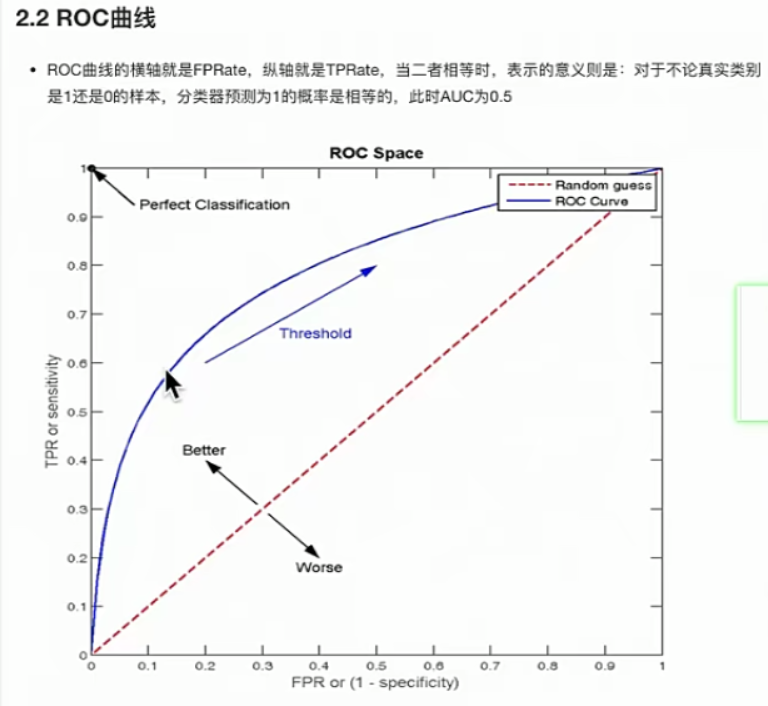 2.2 ROC曲线
• ROC曲线的横轴就是FPRate，纵轴就是TPRate，当二者相等时，表示的意义则是：对于不论真实类别
是1还是0的样本，分类器预测为1的概率是相等的，此时AUC为0.5
ROC Space
1
Random guess
ROC Curve
Perfect Classification
0.9
0.8
0.7
Threshold
0.6
TPR or sensitivity
0.5
Better
0.4
0.3
0.2
Worse
0.1
0
0 0.1 0.2 0.3 0.4 0.5 0.6 0.7 0.8 0.9 1
FPR or (1 - specificity)